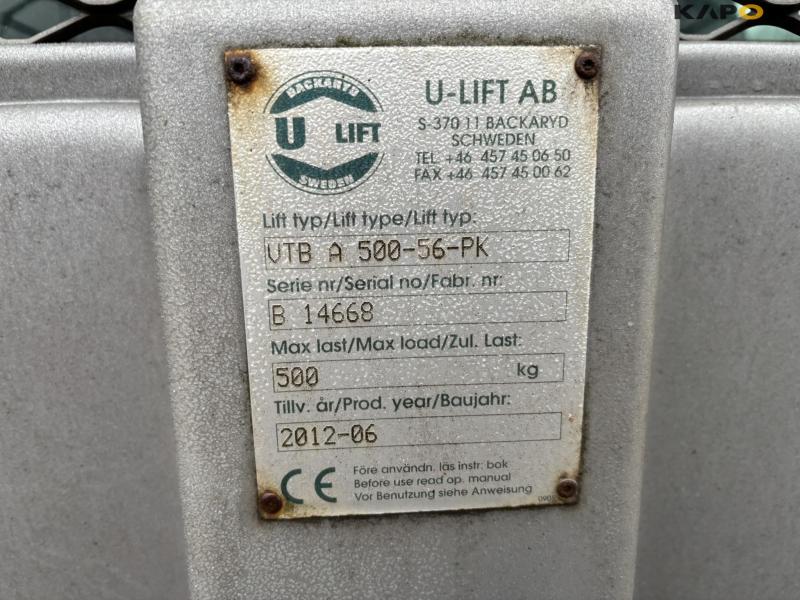 KAPO
BACKARYD
U LIFT
SWEDEN
U-LIFT AB
S-370 11 BACKARYD
SCHWEDEN
TEL. +46 457 45 06 50
FAX +46 457 45 00 62
Lift typ/Lift type/Lift typ:
VTB A 500-56-PK
Serie nr/Serial no/Fabr. nr:
B 14668
Max last/Max load/Zul. Last:
500 kg
Tillv. år/Prod. year/Baujahr:
2012-06
CE
Före användn. läs instr: bok
Before use read op. manual
Vor Benutzung siehe Anweisung